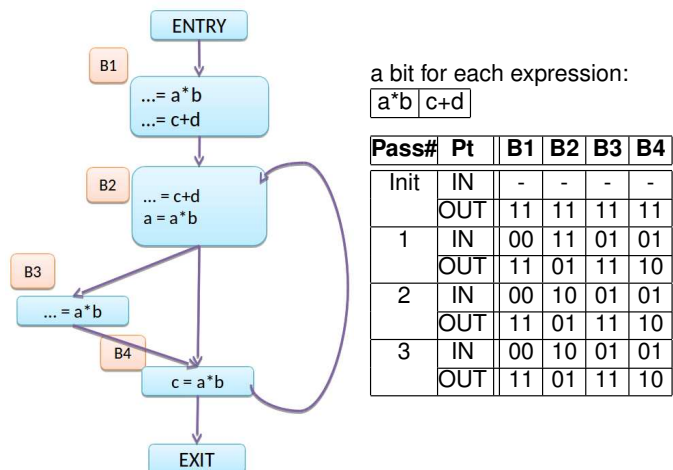 ENTRY
B1
...= a*b
...= c+d
B2
... = c+d
a = a*b
B3
... = a*b
B4
c = a*b
EXIT
a bit for each expression:
a*b c+d
Pass# Pt B1 B2 B3 B4
Init IN - - - -
OUT 11 11 11 11
1 IN 00 11 01 01
OUT 11 01 11 10
2 IN 00 10 01 01
OUT 11 01 11 10
3 IN 00 10 01 01
OUT 11 01 11 10